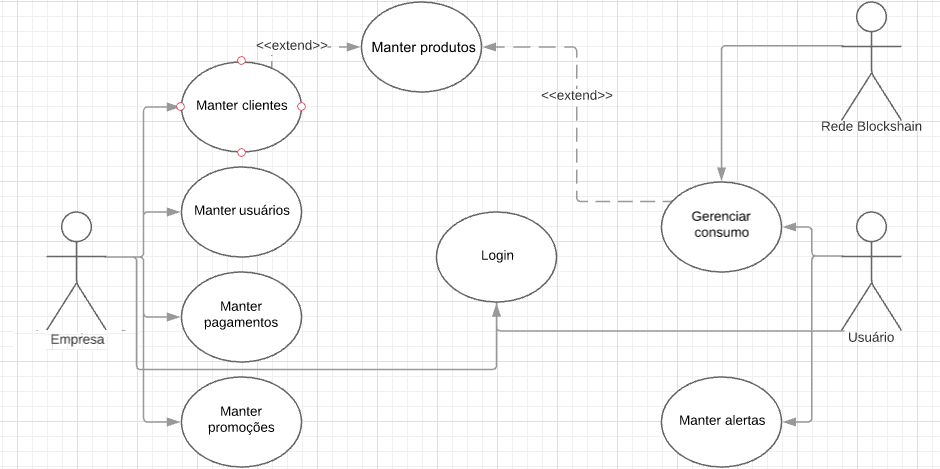 <<extend>>
Manter produtos
Manter clientes
<<extend>>
Rede Blockshain
Manter usuários
Gerenciar
consumo
Login
Manter
pagamentos
Empresa
Usuário
Manter
promoções
Manter alertas